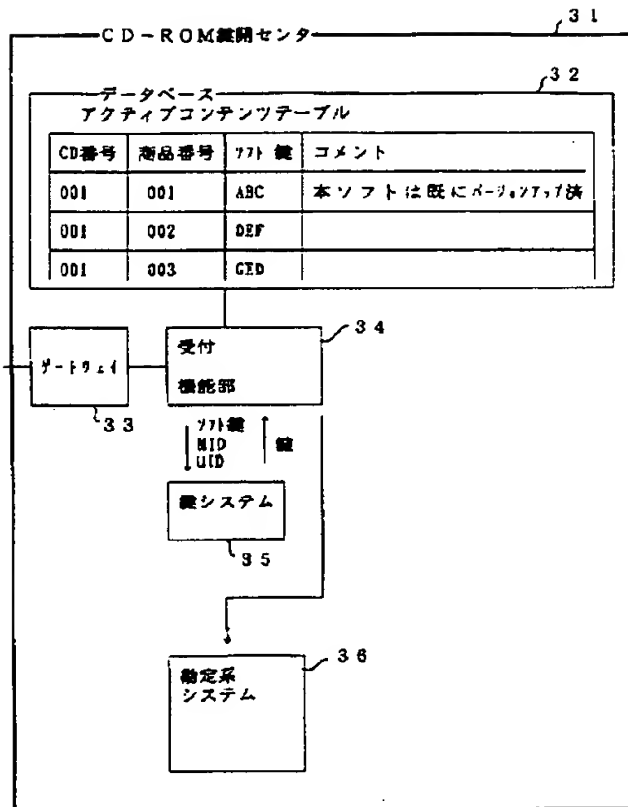 31
CD-ROM鍵開センタ
32
データベース
アクティブコンテンツテーブル
CD番号 商品番号 ソフト鍵 コメント
001 001 ABC 本ソフトは既にバージョンアップ済
001 002 DEF
001 003 GED
34
受付
機能部
ゲートウェイ
33
ソフト鍵
MID
UID
鍵
鍵システム
35
36
勘定系
システム